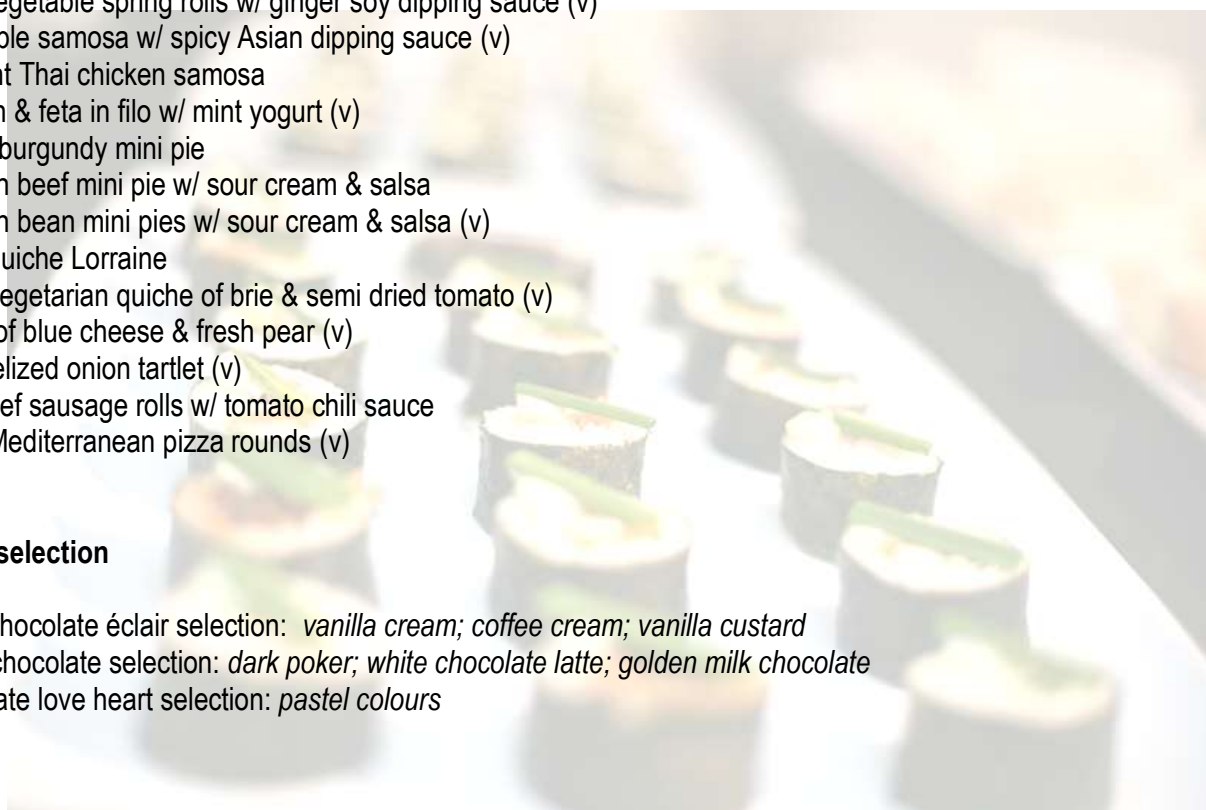 egetable spring rolls w/ ginger soy dipping sauce (v)
ble samosa w/ spicy Asian dipping sauce (v)
nt Thai chicken samosa
h & feta in filo w/ mint yogurt (v)
burgundy mini pie
n beef mini pie w/ sour cream & salsa
n bean mini pies w/ sour cream & salsa (v)
uiche Lorraine
egetarian quiche of brie & semi dried tomato (v)
of blue cheese & fresh pear (v)
elized onion tartlet (v)
ef sausage rolls w/ tomato chili sauce
Mediterranean pizza rounds (v)
selection
hocolate éclair selection: vanilla cream; coffee cream; vanilla custard
chocolate selection: dark poker; white chocolate latte; golden milk chocolate
ate love heart selection: pastel colours